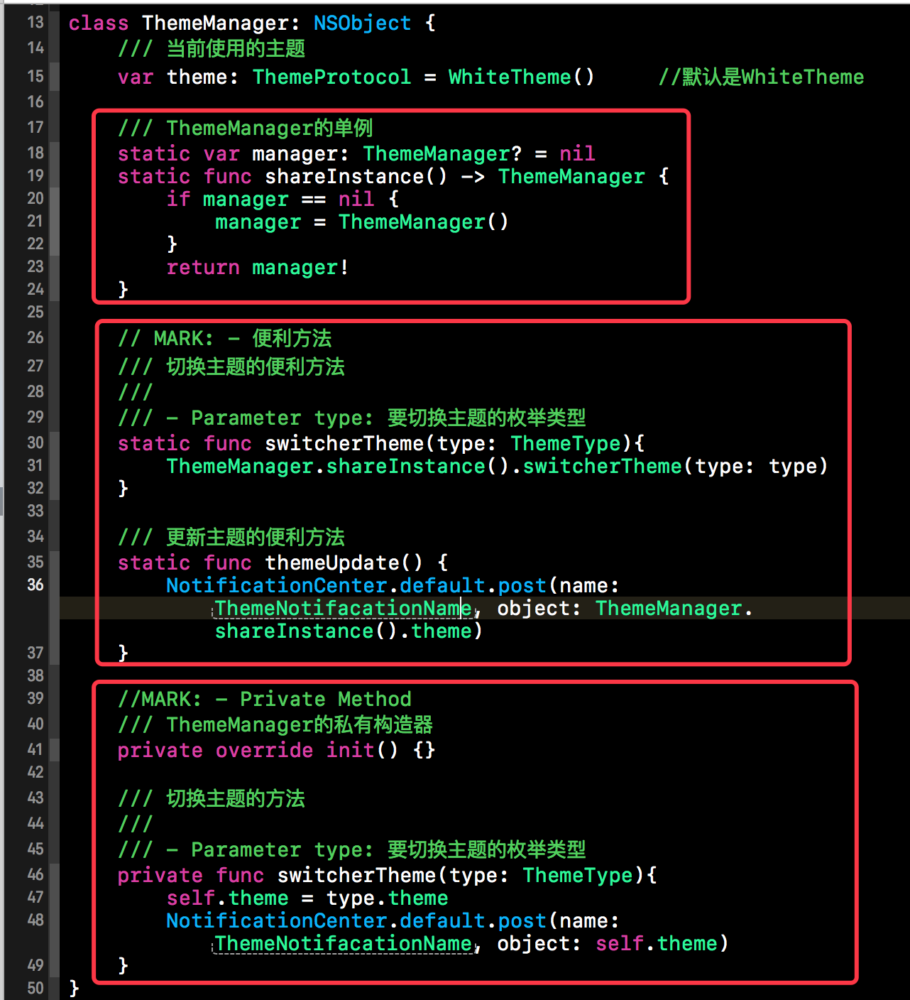 13 class ThemeManager: NSObject {
14 /// 当前使用的主题
15 var theme: ThemeProtocol = WhiteTheme() //默认是WhiteTheme
16
17 /// ThemeManager的单例
18 static var manager: ThemeManager? = nil
19 static func shareInstance() -> ThemeManager {
20 if manager == nil {
21 manager = ThemeManager()
22 }
23 return manager!
24 }
25
26 // MARK: - 便利方法
27 /// 切换主题的便利方法
28 ///
29 /// - Parameter type: 要切换主题的枚举类型
30 static func switcherTheme(type: ThemeType){
31 ThemeManager.shareInstance().switcherTheme(type: type)
32 }
33
34 /// 更新主题的便利方法
35 static func themeUpdate() {
36 NotificationCenter.default.post(name:
ThemeNotifacationName, object: ThemeManager.
shareInstance().theme)
37 }
38
39 //MARK: - Private Method
40 /// ThemeManager的私有构造器
41 private override init() {}
42
43 /// 切换主题的方法
44 ///
45 /// - Parameter type: 要切换主题的枚举类型
46 private func switcherTheme(type: ThemeType){
47 self.theme = type.theme
48 NotificationCenter.default.post(name:
ThemeNotifacationName, object: self.theme)
49 }
50 }